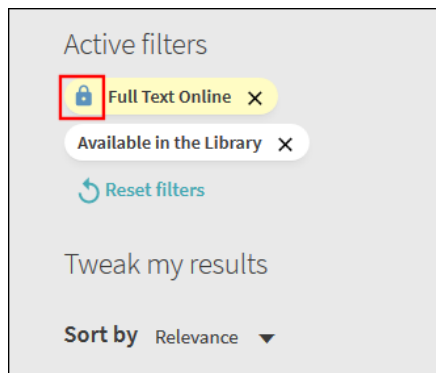 Active filters
Full Text Online
Available in the Library
Reset filters
Tweak my results
Sort by Relevance